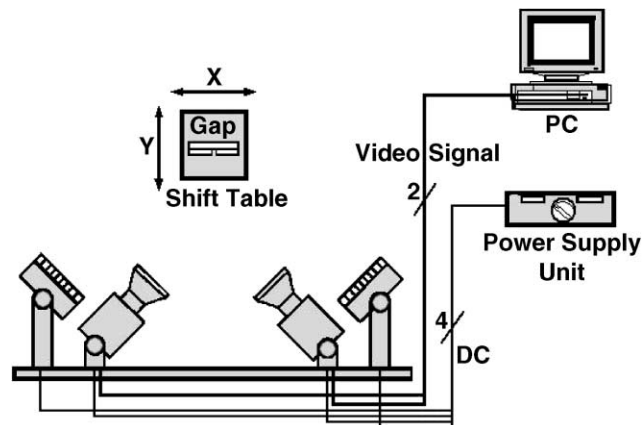 X
Y
Gap
Shift Table
PC
Video Signal
2
Power Supply
Unit
4
DC